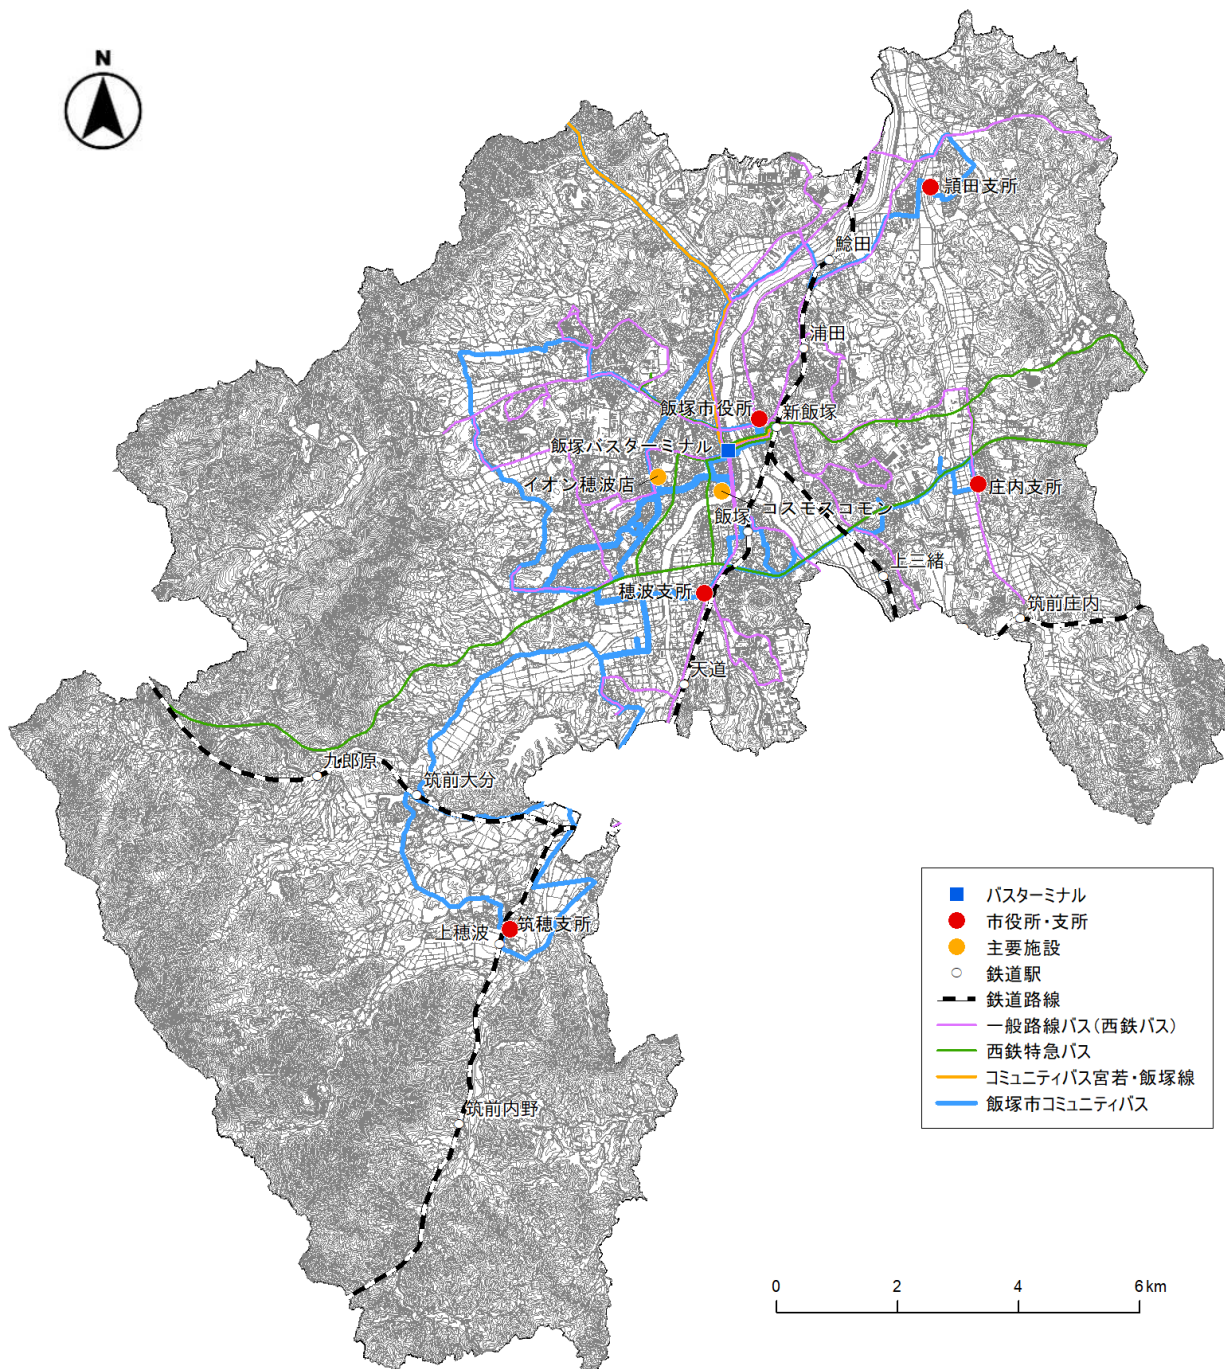 N
頴田支所
鯰田
浦田
飯塚市役所
新飯塚
飯塚バスターミナル
イオン穂波店
庄内支所
コスモスコモン
飯塚
上三緒
穂波支所
筑前庄内
天道
九郎原
筑前大分
筑穂支所
上穂波
筑前内野
バスターミナル
市役所・支所
主要施設
鉄道駅
鉄道路線
一般路線バス(西鉄バス)
西鉄特急バス
コミュニティバス宮若・飯塚線
飯塚市コミュニティバス
0 2 4 6km